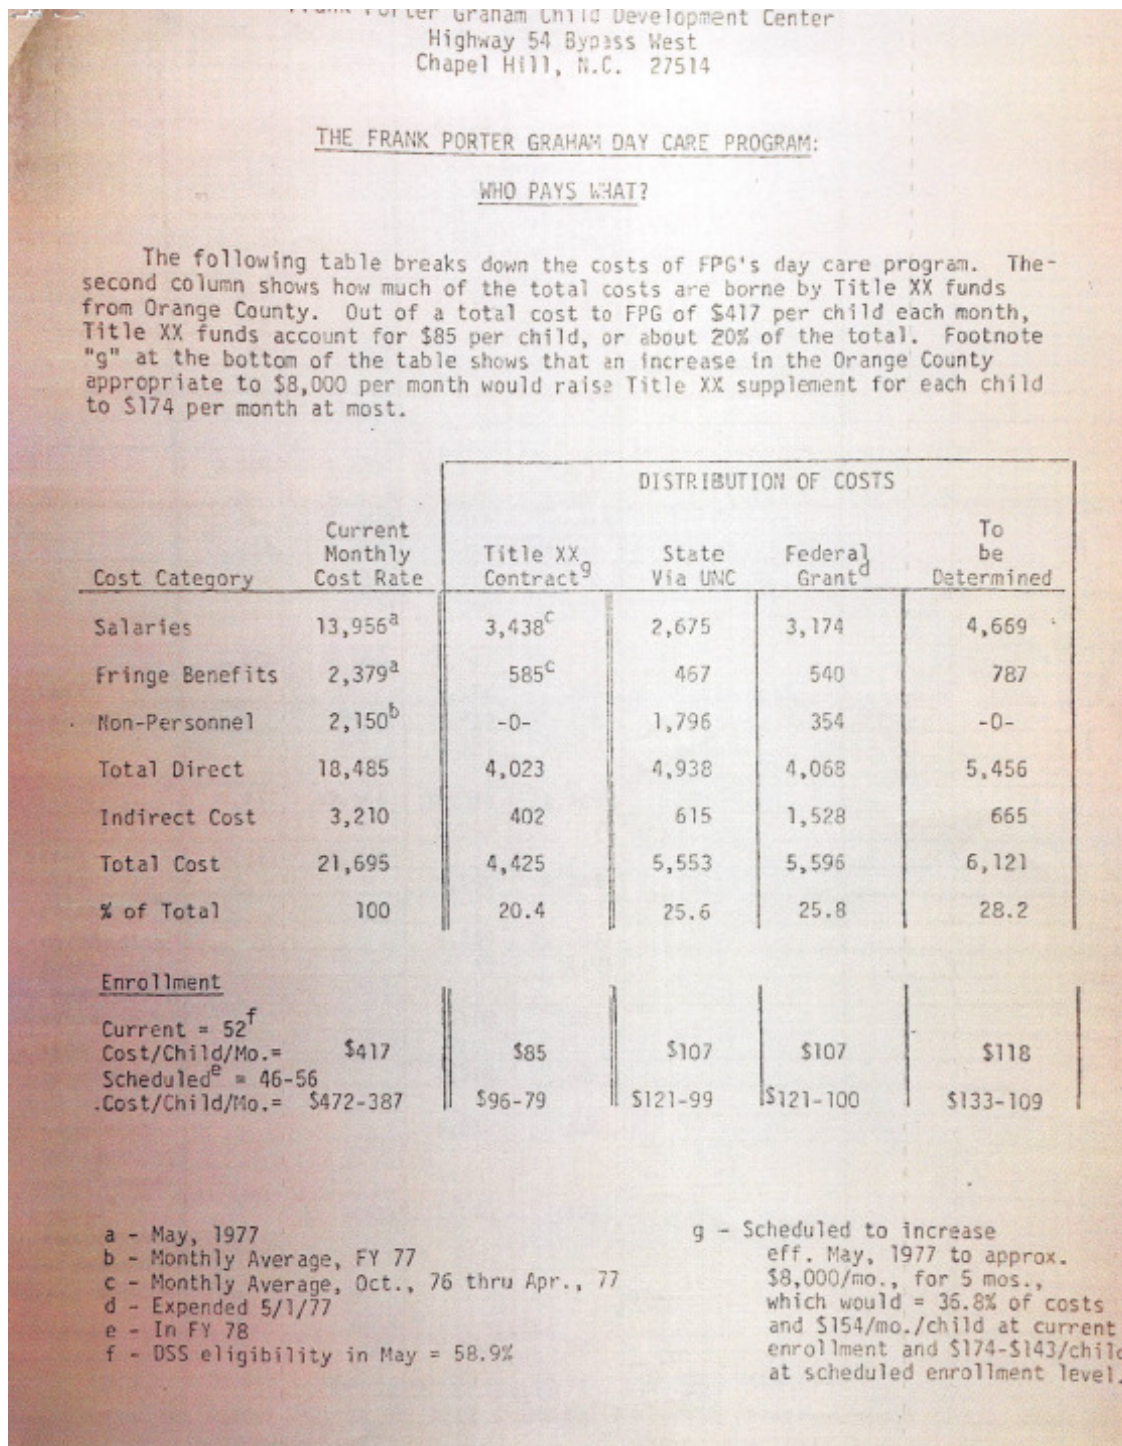 Frank Porter Graham Child Development Center
Highway 54 Bypass West
Chapel Hill, N.C. 27514
THE FRANK PORTER GRAHAM DAY CARE PROGRAM:
WHO PAYS WHAT?
The following table breaks down the costs of FPG's day care program. The-
second column shows how much of the total costs are borne by Title XX funds
from Orange County. Out of a total cost to FPG of $417 per child each month,
Title XX funds account for $85 per child, or about 20% of the total. Footnote
"g" at the bottom of the table shows that an increase in the Orange County
appropriate to $8,000 per month would raise Title XX supplement for each child
to $174 per month at most.
DISTRIBUTION OF COSTS
Current To
Monthly Title XX State Federal be
Cost Category Cost Rate Contract^g Via UNC Grant^d Determined
Salaries 13,956^a 3,438^c 2,675 3,174 4,669
Fringe Benefits 2,379^a 585^c 467 540 787
Non-Personnel 2,150^b -0- 1,796 354 -0-
Total Direct 18,485 4,023 4,938 4,068 5,456
Indirect Cost 3,210 402 615 1,528 665
Total Cost 21,695 4,425 5,553 5,596 6,121
% of Total 100 20.4 25.6 25.8 28.2
Enrollment
Current = 52^f
Cost/Child/Mo.= $417 $85 $107 $107 $118
Scheduled^e = 46-56
.Cost/Child/Mo.= $472-387 $96-79 $121-99 $121-100 $133-109
a - May, 1977
b - Monthly Average, FY 77
c - Monthly Average, Oct., 76 thru Apr., 77
d - Expended 5/1/77
e - In FY 78
f - DSS eligibility in May = 58.9%
g - Scheduled to increase
eff. May, 1977 to approx.
$8,000/mo., for 5 mos.,
which would = 36.8% of costs
and $154/mo./child at current
enrollment and $174-$143/child
at scheduled enrollment level.